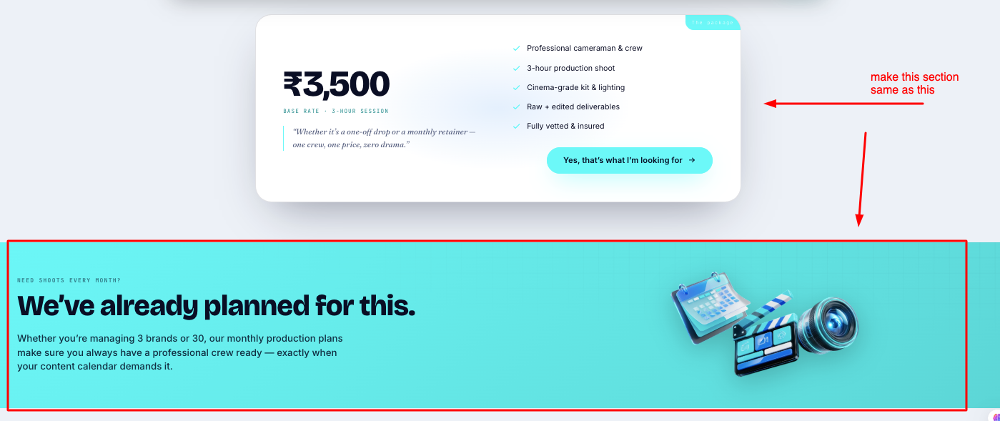 The package
Professional cameraman & crew
3-hour production shoot
Cinema-grade kit & lighting
Raw + edited deliverables
Fully vetted & insured
₹3,500
BASE RATE · 3-HOUR SESSION
“Whether it’s a one-off drop or a monthly retainer —
one crew, one price, zero drama.”
Yes, that’s what I’m looking for →
make this section
same as this
NEED SHOOTS EVERY MONTH?
We’ve already planned for this.
Whether you’re managing 3 brands or 30, our monthly production plans
make sure you always have a professional crew ready — exactly when
your content calendar demands it.